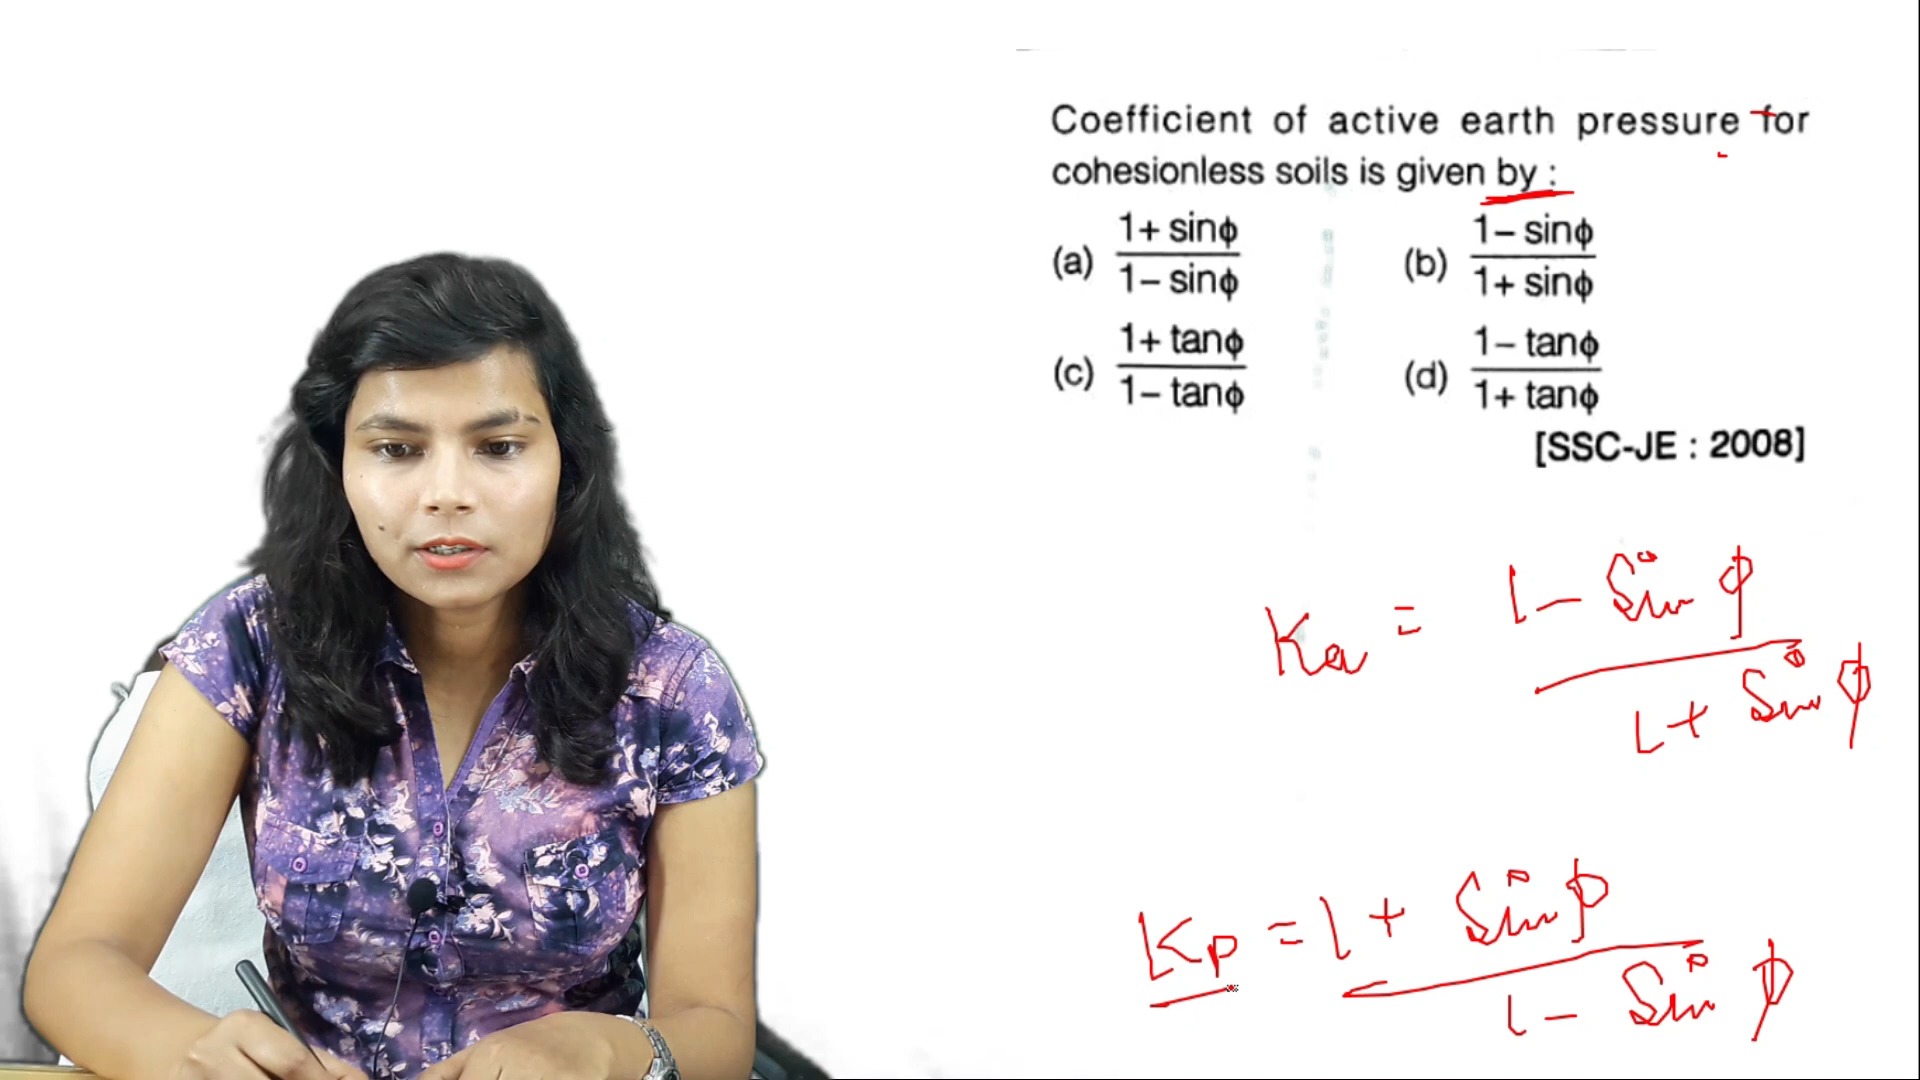 Coefficient of active earth pressure for
cohesionless soils is given by :
(a) 1+ sinϕ / 1– sinϕ
(b) 1– sinϕ / 1+ sinϕ
(c) 1+ tanϕ / 1– tanϕ
(d) 1– tanϕ / 1+ tanϕ
[SSC-JE : 2008]
Ka = 1 – Sin ϕ / 1 + Sin ϕ
Kp = 1 + Sin ϕ / 1 – Sin ϕ